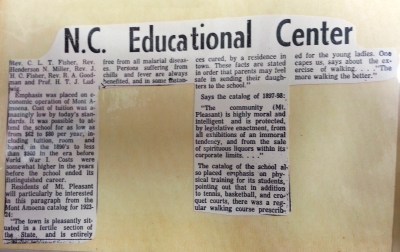 N.C. Educational Center
Rev. C. L. T. Fisher, Rev.
Henderson N. Miller, Rev. J.
H. C. Fisher, Rev. B. A. Good-
man and Prof. H. T. J. Lud-
Emphasis was placed on e-
conomic operation of Mont A-
moena. Cost of tuition was a-
mazingly low by today's stan-
dards. It was possible to at-
tend the school for as low as
from $82 to $98 per year, in-
cluding tuition, room and
board, in the 1890's to less
than $150 to the era before
World War I. Costs were
somewhat higher in the years
before the school ended its
distinguished career.
Residents of Mt. Pleasant will
particularly be interested
in this paragraph from the
Mont Amoena catalog for 1923-
24:
"The town is pleasantly sit-
uated in a fertile section of
the State, and is entirely
free from all malarial diseas-
es. Persons suffering from
chills and fever are always
benefited, and in some instan-
ces cured, by a residence in
town. These facts are stated
in order that parents may feel
safe in sending their daugh-
ters to the school."
Says the catalog of 1897-98:
"The community (Mt.
Pleasant) is highly moral and
intelligent and is protected,
by legislative enactment, from
all exhibitions of an immoral
tendency, and from the sale
of spirituous liquors within its
corporate limits. . . ."
The catalog of the school al-
so placed emphasis on phy-
sical training for its students,
pointing out that in addition
to tennis, basketball, and cro-
quet courts, there was a reg-
ular walking course prescrib-
ed for the young ladies. One
capes us, says about the ex-
ercise of walking. . . "The
more walking the better."